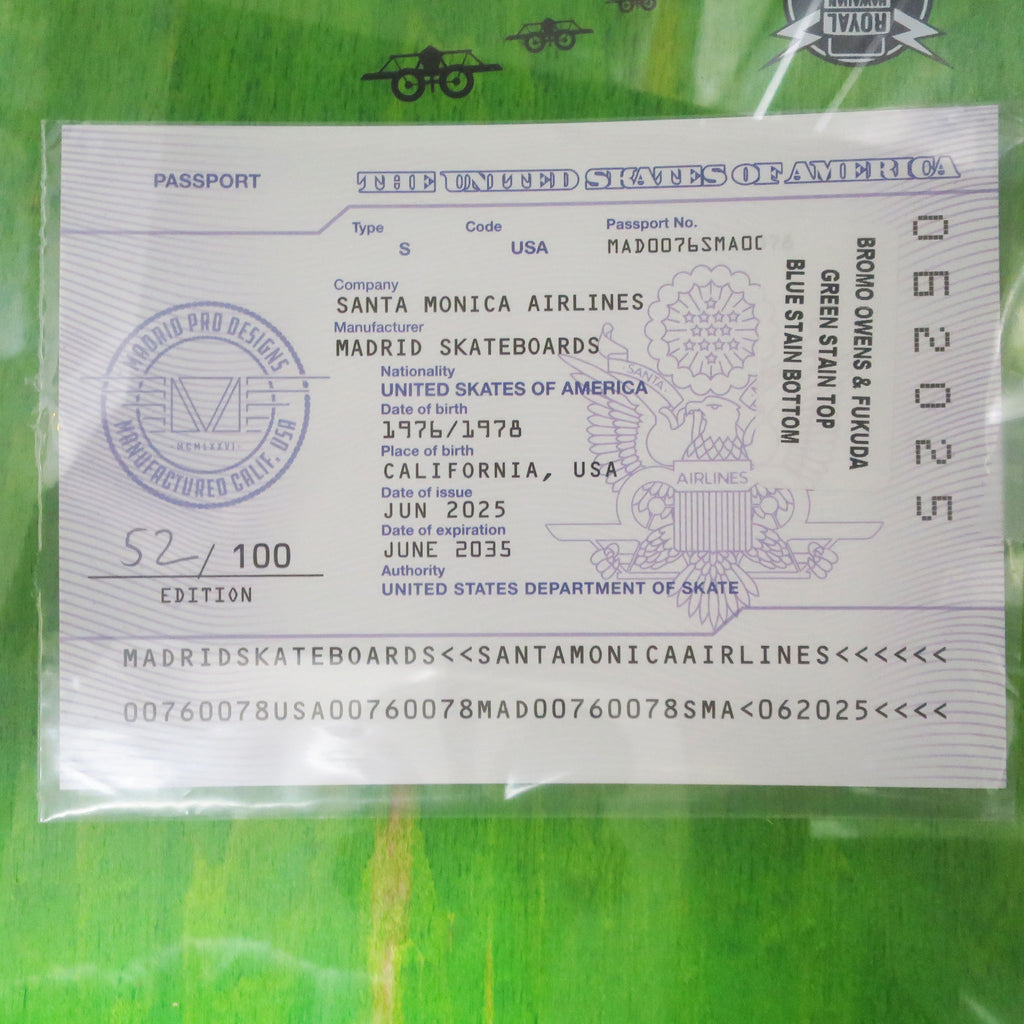 ROYAL
HAWAIIAN
PASSPORT
THE UNITED SKATES OF AMERICA
Type
Code
Passport No.
S
USA
MAD0076SMA0
Company
SANTA MONICA AIRLINES
Manufacturer
MADRID SKATEBOARDS
Nationality
UNITED SKATES OF AMERICA
Date of birth
1976/1978
Place of birth
CALIFORNIA, USA
Date of issue
JUN 2025
Date of expiration
JUNE 2035
Authority
UNITED STATES DEPARTMENT OF SKATE
MADRID PRO DESIGNS
MCMLXXVI
MANUFACTURED CALIF. USA
52/100
EDITION
SANTA
AIRLINES
BROMO OWENS & FUKUDA
GREEN STAIN TOP
BLUE STAIN BOTTOM
062025
MADRIDSKATEBOARDS<<SANTAMONICAAIRLINES<<<<<<
00760078USA00760078MAD00760078SMA<062025<<<<